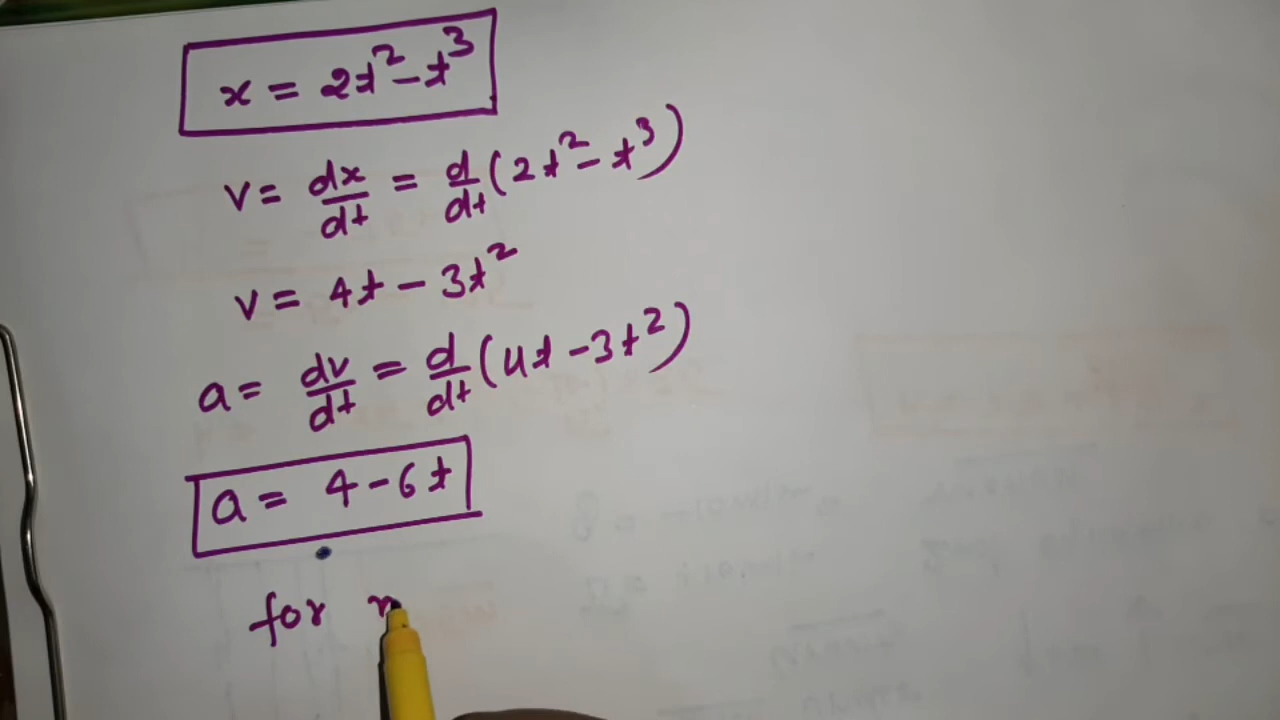 x = 2t² - t³
v = dx/dt = d/dt (2t² - t³)
v = 4t - 3t²
a = dv/dt = d/dt (4t - 3t²)
a = 4 - 6t
for